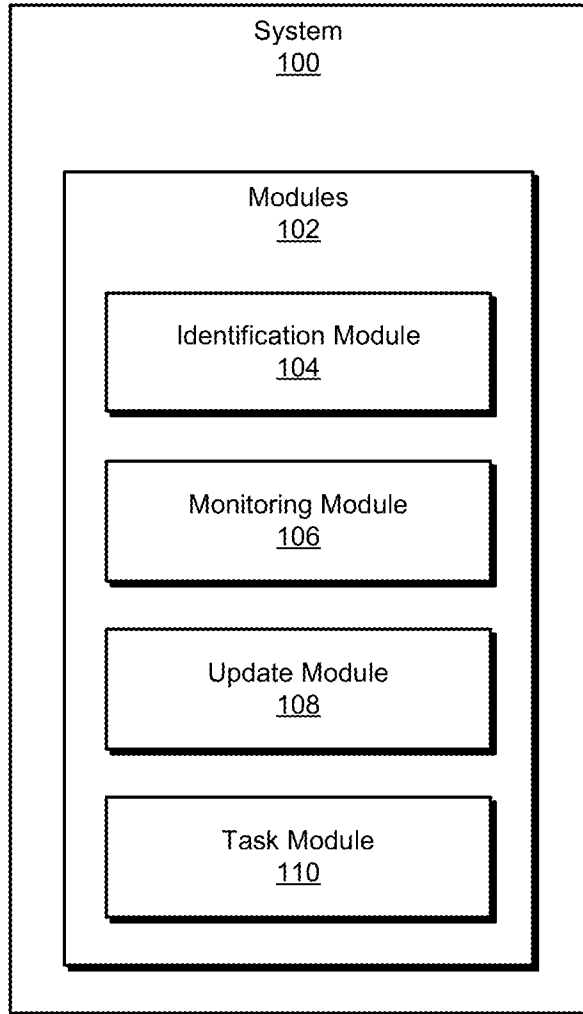 System
100
Modules
102
Identification Module
104
Monitoring Module
106
Update Module
108
Task Module
110